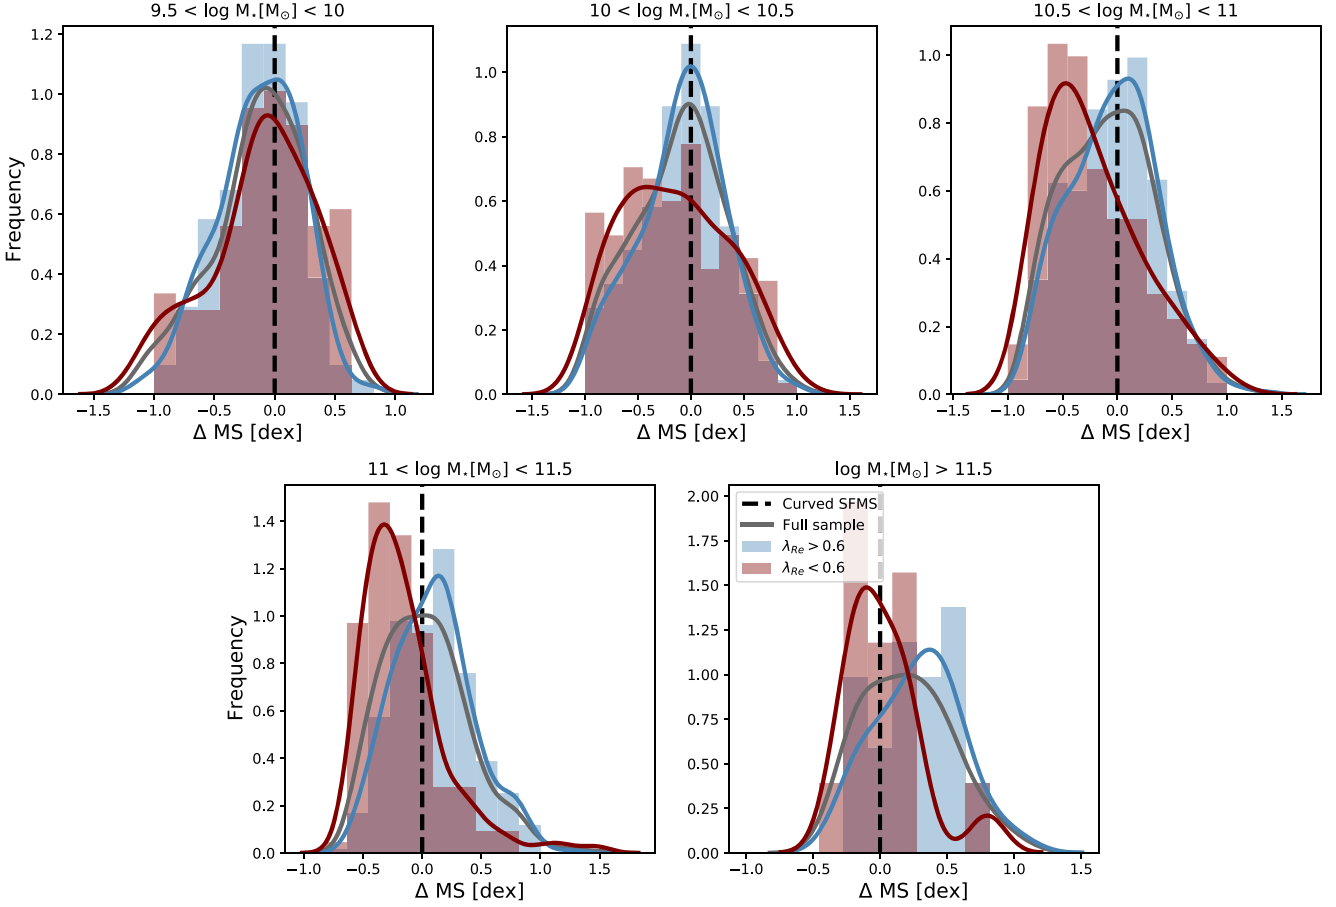 9.5 < log M⋆[M⊙] < 10
10 < log M⋆[M⊙] < 10.5
10.5 < log M⋆[M⊙] < 11
Frequency
1.2
1.0
0.8
0.6
0.4
0.2
0.0
−1.5 −1.0 −0.5 0.0 0.5 1.0
Δ MS [dex]
1.0
0.8
0.6
0.4
0.2
0.0
−1.5 −1.0 −0.5 0.0 0.5 1.0 1.5
Δ MS [dex]
1.0
0.8
0.6
0.4
0.2
0.0
−1.5 −1.0 −0.5 0.0 0.5 1.0 1.5
Δ MS [dex]
11 < log M⋆[M⊙] < 11.5
log M⋆[M⊙] > 11.5
Frequency
1.4
1.2
1.0
0.8
0.6
0.4
0.2
0.0
−1.0 −0.5 0.0 0.5 1.0 1.5
Δ MS [dex]
2.00
1.75
1.50
1.25
1.00
0.75
0.50
0.25
0.00
Curved SFMS
Full sample
λRe > 0.6
λRe < 0.6
−1.0 −0.5 0.0 0.5 1.0 1.5
Δ MS [dex]